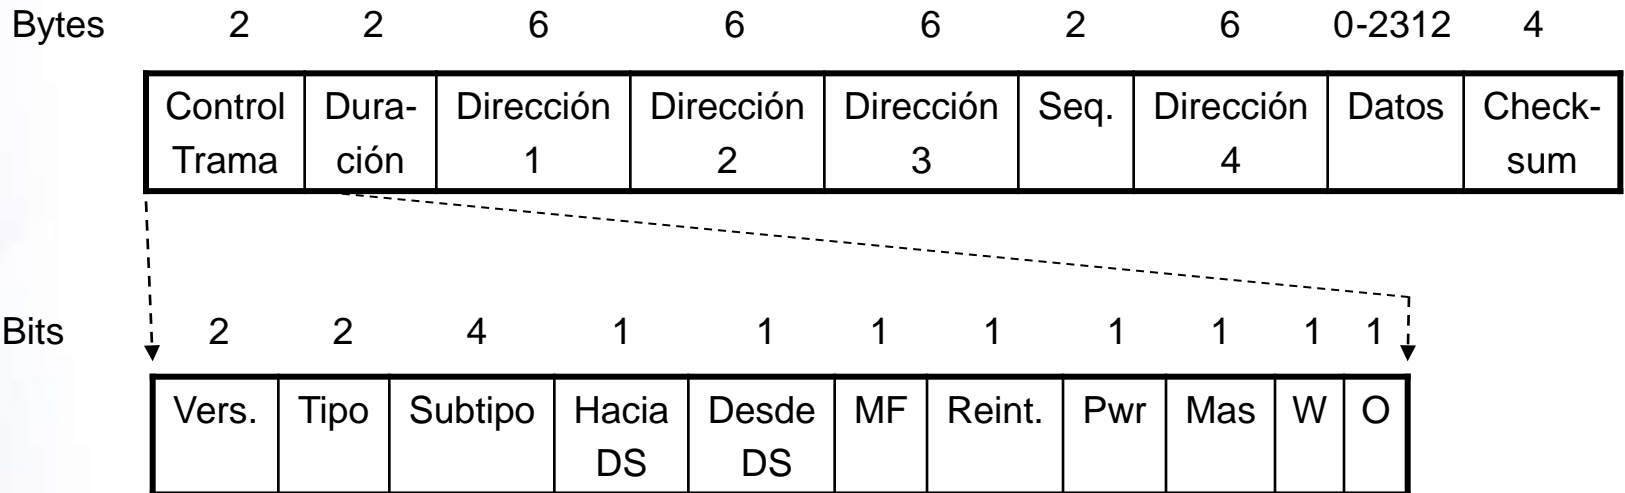 Bytes 2 2 6 6 6 2 6 0-2312 4
Control Dura- Dirección Dirección Dirección Seq. Dirección Datos Check-
Trama ción 1 2 3 4 sum
Bits 2 2 4 1 1 1 1 1 1 1 1
Vers. Tipo Subtipo Hacia Desde MF Reint. Pwr Mas W O
DS DS